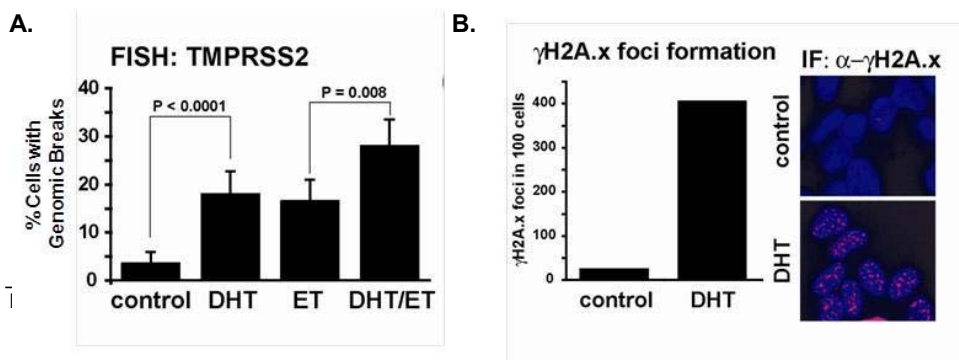 A.
FISH: TMPRSS2
% Cells with
Genomic Breaks
40
30
20
10
0
P < 0.0001
P = 0.008
control DHT ET DHT/ET
B.
γH2A.x foci formation
γH2A.x foci in 100 cells
400
300
200
100
0
control DHT
IF: α–γH2A.x
control
DHT